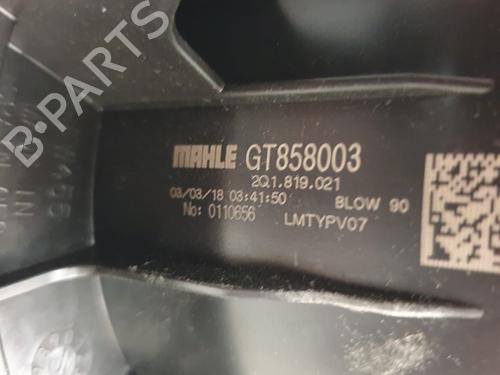 B-PARTS
MAHLE GT858003
2Q1.819.021
03/03/18 03:41:50 BLOW 90
No: 0110656 LMTYPV07